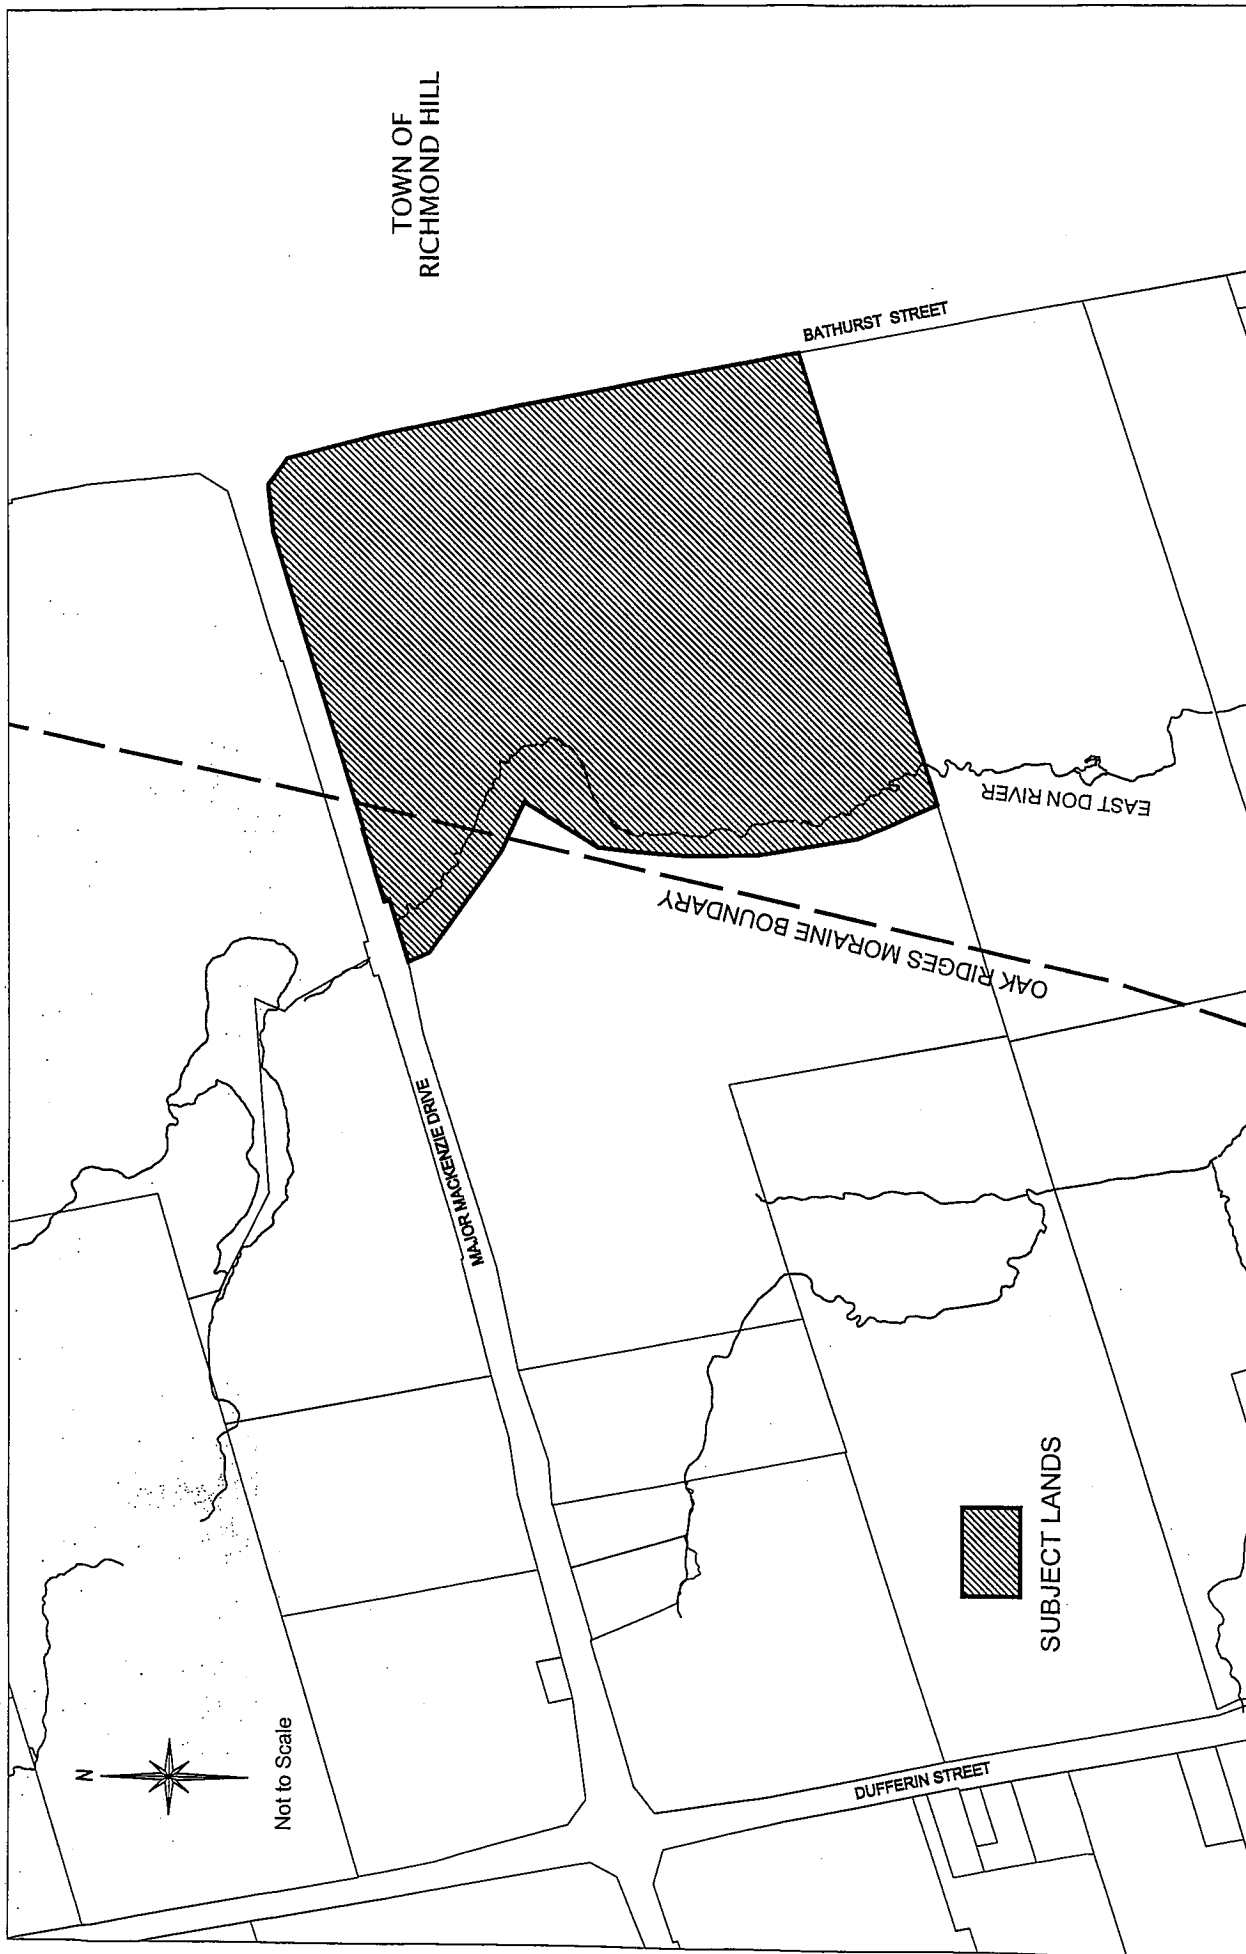 TOWN OF
RICHMOND HILL
BATHURST STREET
EAST DON RIVER
OAK RIDGES MORAINE BOUNDARY
MAJOR MACKENZIE DRIVE
SUBJECT LANDS
N
Not to Scale
DUFFERIN STREET